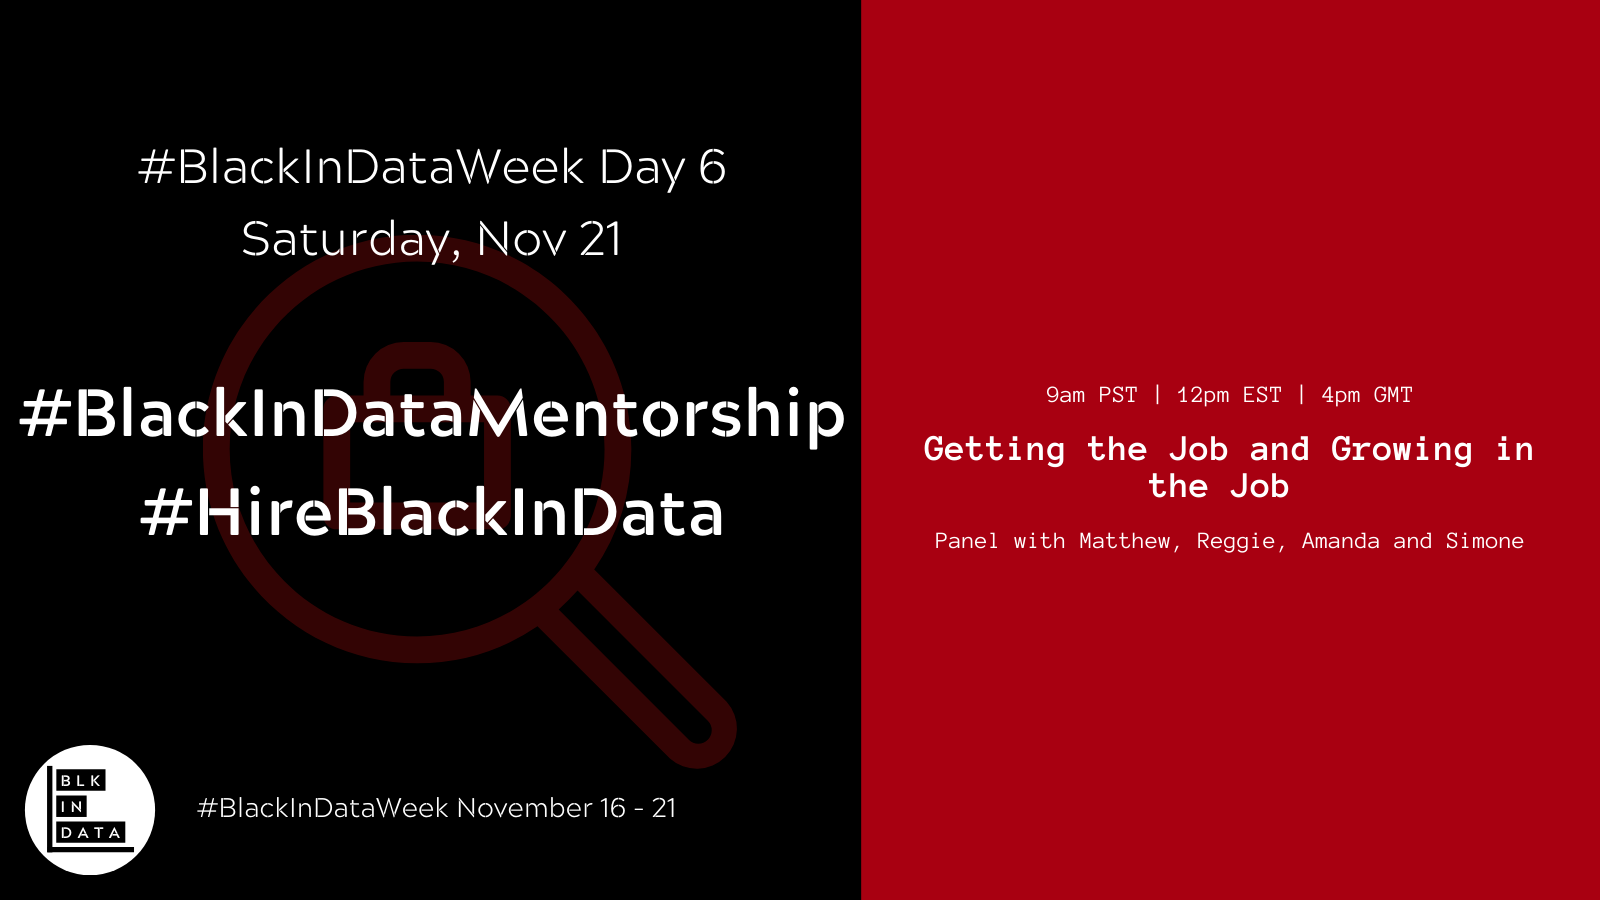 #BlackInDataWeek Day 6
Saturday, Nov 21
#BlackInDataMentorship
#HireBlackInData
BLK
IN
DATA
#BlackInDataWeek November 16 - 21
9am PST | 12pm EST | 4pm GMT
Getting the Job and Growing in
the Job
Panel with Matthew, Reggie, Amanda and Simone